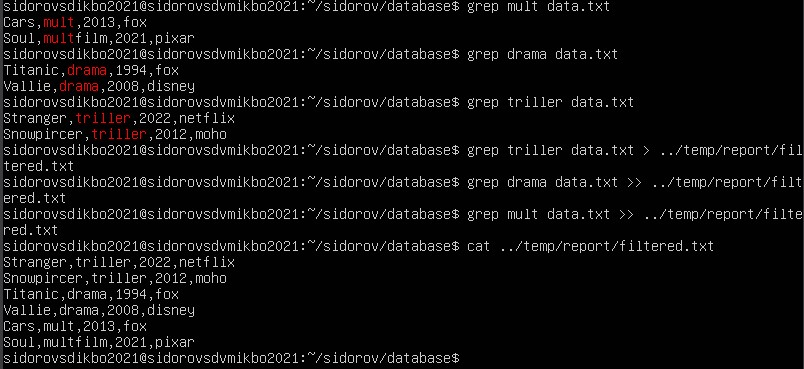 sidorovsdikbo2021@sidorovsdvmikbo2021:~/sidorov/database$ grep mult data.txt
Cars,mult,2013,fox
Soul,multfilm,2021,pixar
sidorovsdikbo2021@sidorovsdvmikbo2021:~/sidorov/database$ grep drama data.txt
Titanic,drama,1994,fox
Vallie,drama,2008,disney
sidorovsdikbo2021@sidorovsdvmikbo2021:~/sidorov/database$ grep triller data.txt
Stranger,triller,2022,netflix
Snowpircer,triller,2012,moho
sidorovsdikbo2021@sidorovsdvmikbo2021:~/sidorov/database$ grep triller data.txt > ../temp/report/fil
tered.txt
sidorovsdikbo2021@sidorovsdvmikbo2021:~/sidorov/database$ grep drama data.txt >> ../temp/report/filt
ered.txt
sidorovsdikbo2021@sidorovsdvmikbo2021:~/sidorov/database$ grep mult data.txt >> ../temp/report/filte
red.txt
sidorovsdikbo2021@sidorovsdvmikbo2021:~/sidorov/database$ cat ../temp/report/filtered.txt
Stranger,triller,2022,netflix
Snowpircer,triller,2012,moho
Titanic,drama,1994,fox
Vallie,drama,2008,disney
Cars,mult,2013,fox
Soul,multfilm,2021,pixar
sidorovsdikbo2021@sidorovsdvmikbo2021:~/sidorov/database$